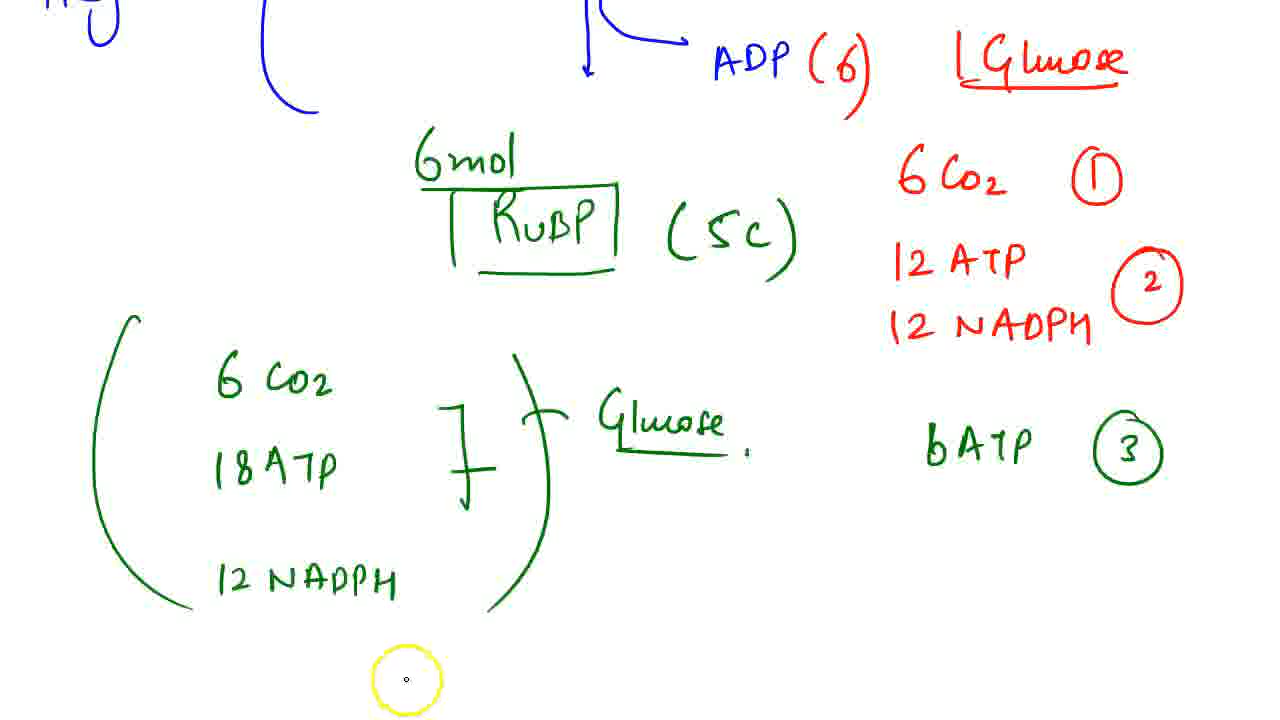 ADP (6)
1 Glucose
6 CO2 1
12 ATP
12 NADPH 2
6 ATP 3
6mol
RuBP (5C)
6 CO2
18 ATP
12 NADPH
Glucose.